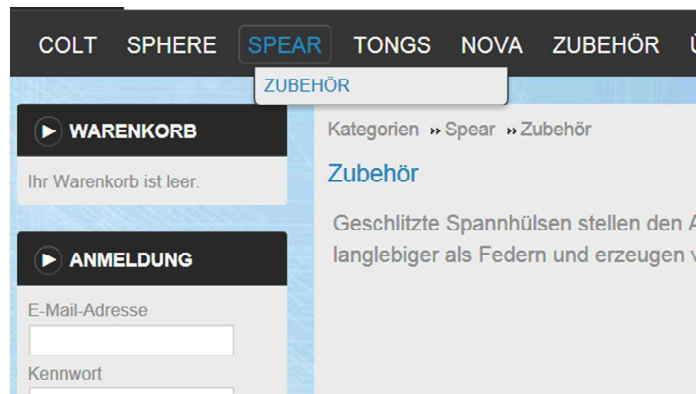 COLT SPHERE SPEAR TONGS NOVA ZUBEHÖR
ZUBEHÖR
WARENKORB
Ihr Warenkorb ist leer.
ANMELDUNG
E-Mail-Adresse
Kennwort
Kategorien » Spear » Zubehör
Zubehör
Geschlitzte Spannhülsen stellen den
langlebiger als Federn und erzeugen